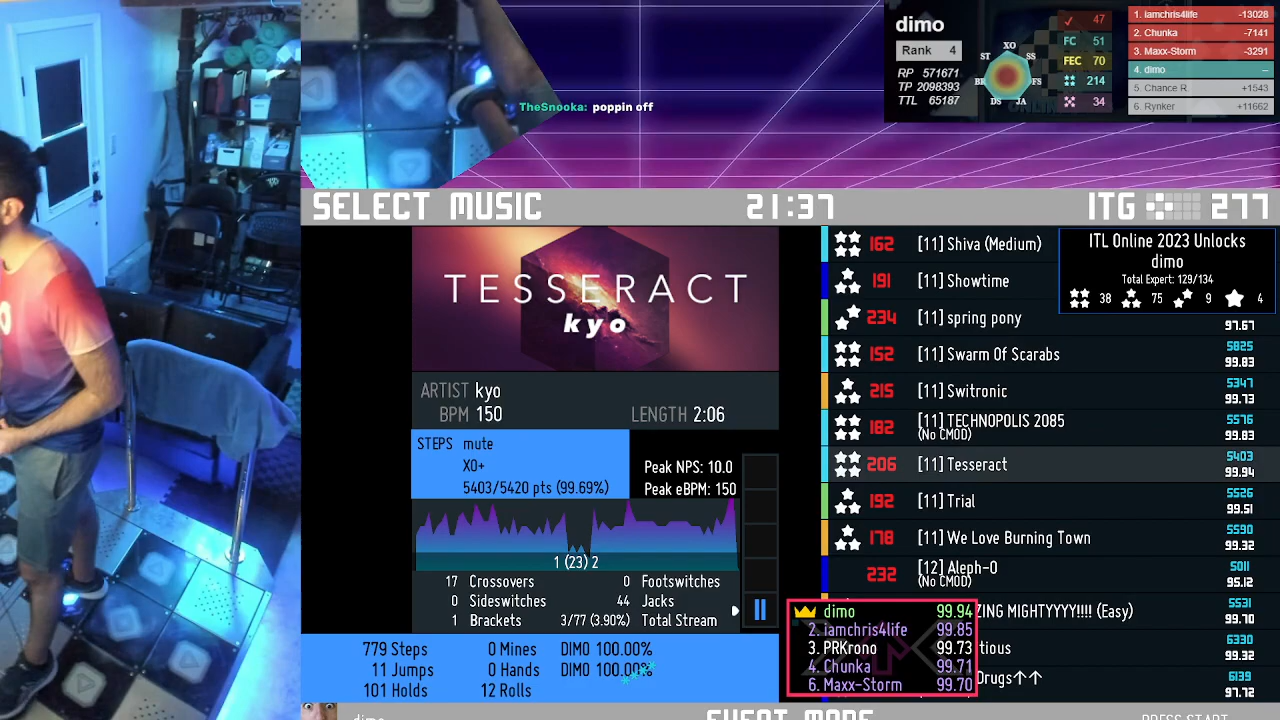 dimo
Rank 4
RP 571671
TP 2098393
TTL 65187
XO
SS
FS
JA
DS
BR
ST
✓ 47
FC 51
FEC 70
214
34
1. Iamchris4life -13028
2. Chunka -7141
3. Maxx-Storm -3291
4. dimo --
5. Chance R. +1543
6. Rynker +11662
TheSnooka: poppin off
SELECT MUSIC
21:37
ITG
277
TESSERACT
kyo
ARTIST kyo
BPM 150
LENGTH 2:06
STEPS mute
XO+
5403/5420 pts (99.69%)
Peak NPS: 10.0
Peak eBPM: 150
1 (23) 2
17 Crossovers
0 Footswitches
0 Sideswitches
44 Jacks
1 Brackets
3/77 (3.90%) Total Stream
779 Steps
0 Mines
DIMO 100.00%
11 Jumps
0 Hands
DIMO 100.00%
101 Holds
12 Rolls
162 [11] Shiva (Medium)
191 [11] Showtime
234 [11] spring pony
97.67
152 [11] Swarm Of Scarabs
5825
99.83
215 [11] Switronic
5347
99.73
182 [11] TECHNOPOLIS 2085
(No CMOD)
5576
99.83
206 [11] Tesseract
5403
99.94
192 [11] Trial
5526
99.51
178 [11] We Love Burning Town
5590
99.32
232 [12] Aleph-0
(No CMOD)
5011
95.12
ZING MIGHTYYYY!!!! (Easy)
5531
99.70
tious
6330
99.32
Drugs↑↑
6139
97.72
ITL Online 2023 Unlocks
dimo
Total Expert: 129/134
38
75
9
4
dimo 99.94
2. iamchris4life 99.85
3. PRKrono 99.73
4. Chunka 99.71
6. Maxx-Storm 99.70
dimo
EVENT MODE
PRESS START